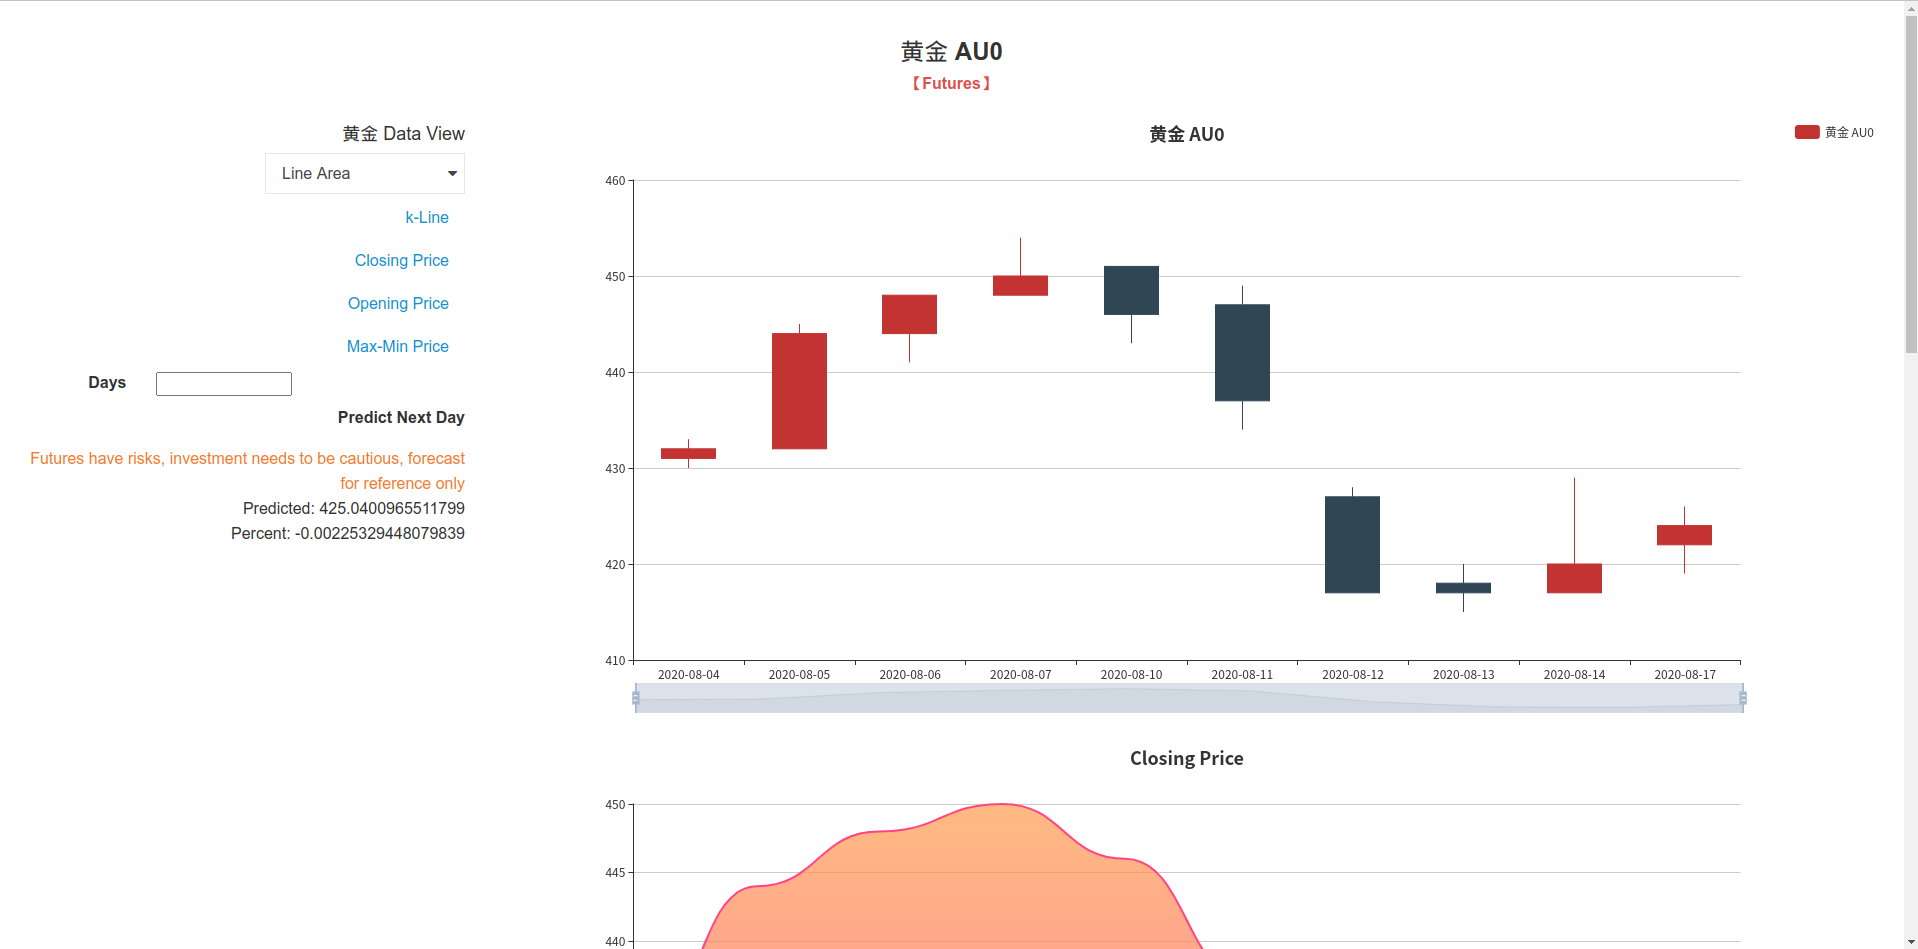 黄金 AU0
【Futures】
黄金 Data View
Line Area
k-Line
Closing Price
Opening Price
Max-Min Price
Days
Predict Next Day
Futures have risks, investment needs to be cautious, forecast
for reference only
Predicted: 425.0400965511799
Percent: -0.00225329448079839
黄金 AU0
黄金 AU0
460
450
440
430
420
410
2020-08-04 2020-08-05 2020-08-06 2020-08-07 2020-08-10 2020-08-11 2020-08-12 2020-08-13 2020-08-14 2020-08-17
Closing Price
450
445
440